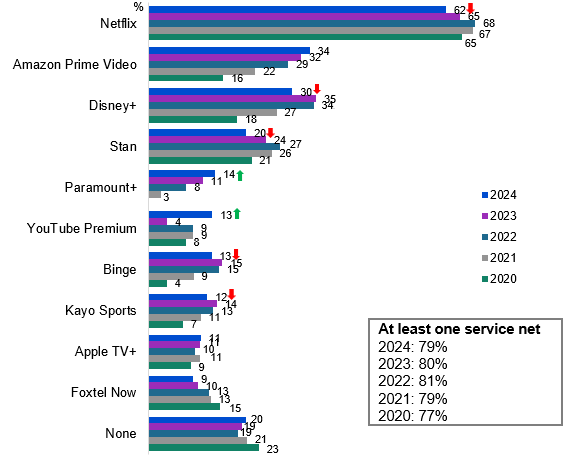 %
Netflix 62 65 68 67 65
Amazon Prime Video 34 32 29 22 16
Disney+ 30 35 34 27 18
Stan 20 24 27 26 21
Paramount+ 14 11 8 3
YouTube Premium 13 4 9 9 8
Binge 13 15 15 9 4
Kayo Sports 12 14 13 11 7
Apple TV+ 11 11 10 11 9
Foxtel Now 9 10 13 13 15
None 20 19 19 21 23
2024
2023
2022
2021
2020
At least one service net
2024: 79%
2023: 80%
2022: 81%
2021: 79%
2020: 77%